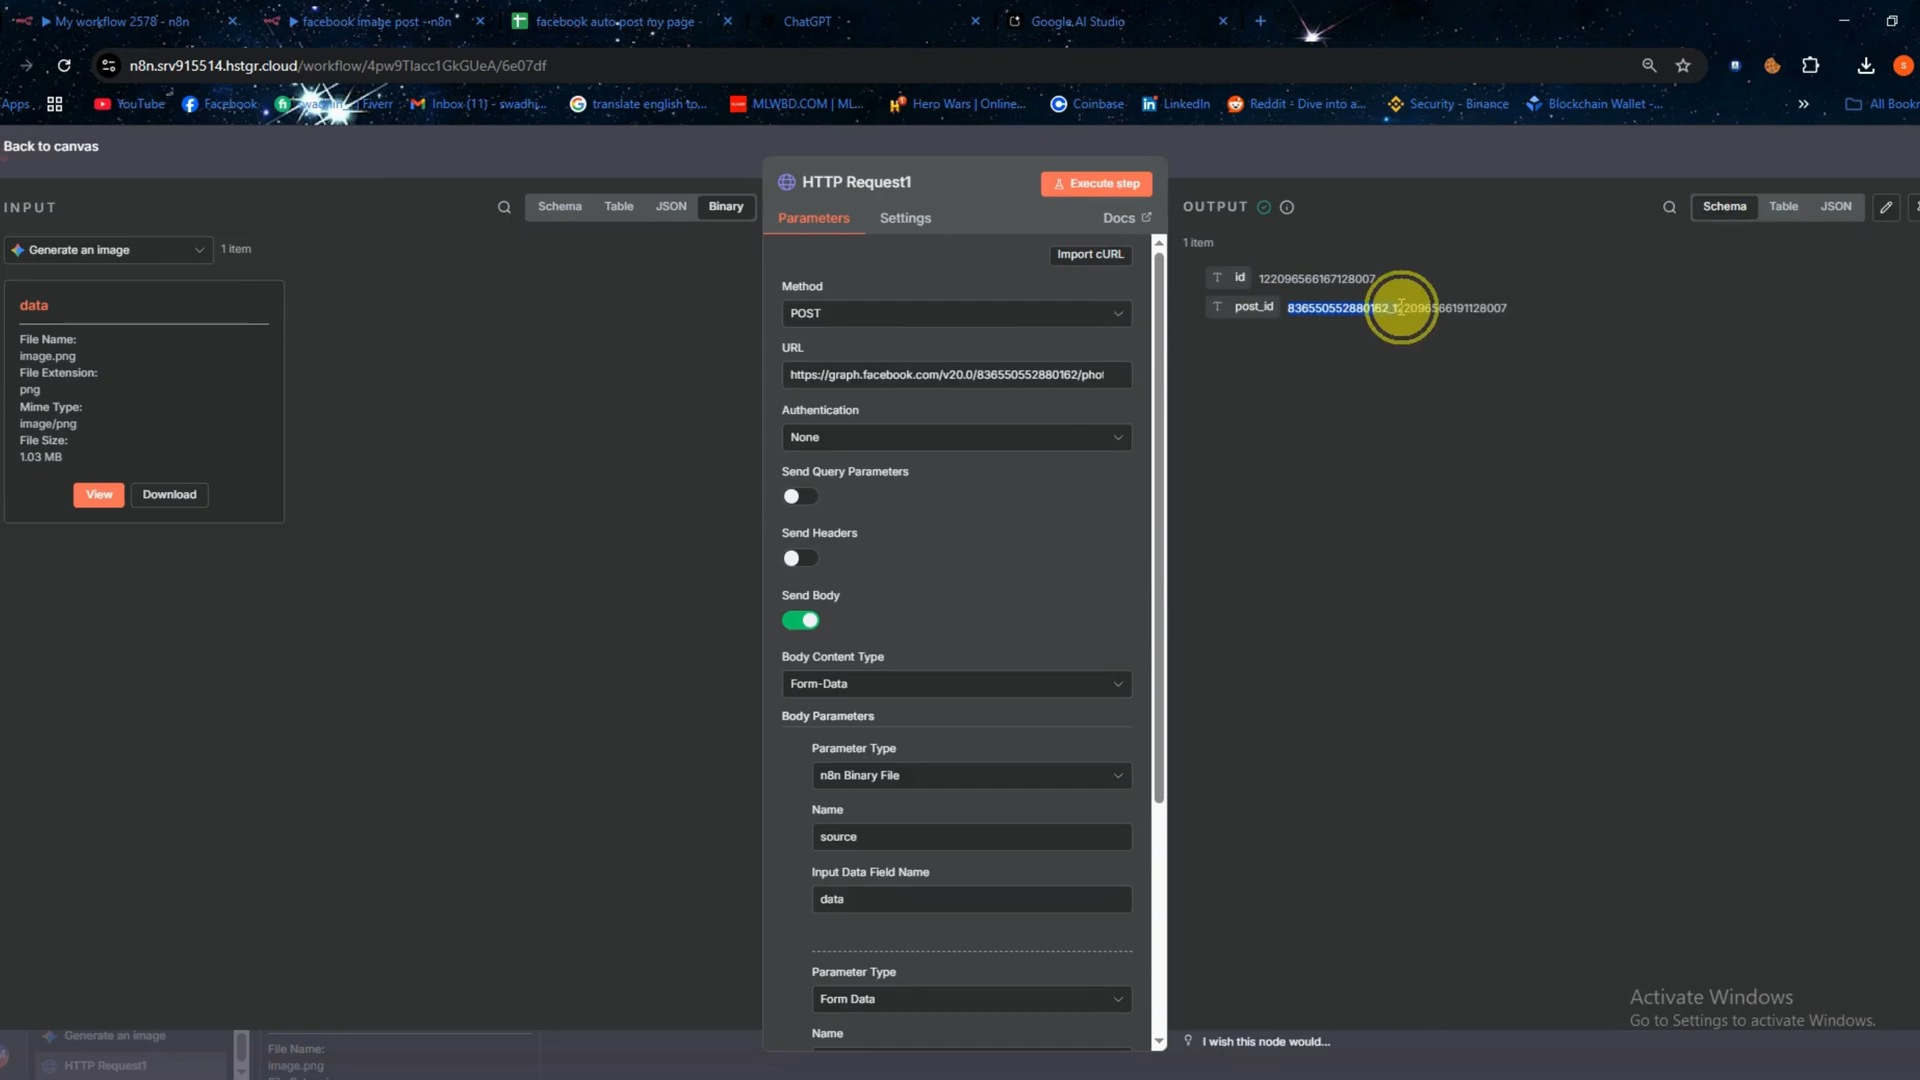 My workflow 2578 - n8n
facebook image post - n8n
facebook auto post my page -
ChatGPT
Google AI Studio
n8n.srv915514.hstgr.cloud/workflow/4pw9TIacc1GkGUeA/6e07df
Apps
YouTube
Facebook
| Fiverr
Inbox (11) - swadhi...
translate english to...
MLWBD.COM | ML...
Hero Wars | Online...
Coinbase
LinkedIn
Reddit - Dive into a...
Security - Binance
Blockchain Wallet -...
All Bookr
Back to canvas
INPUT
Schema
Table
JSON
Binary
Generate an image
1 item
data
File Name:
image.png
File Extension:
png
Mime Type:
image/png
File Size:
1.03 MB
View
Download
HTTP Request1
Execute step
Parameters
Settings
Docs
Import cURL
Method
POST
URL
https://graph.facebook.com/v20.0/836550552880162/phot
Authentication
None
Send Query Parameters
Send Headers
Send Body
Body Content Type
Form-Data
Body Parameters
Parameter Type
n8n Binary File
Name
source
Input Data Field Name
data
Parameter Type
Form Data
Name
OUTPUT
Schema
Table
JSON
1 item
T id 122096566167128007
T post_id 836550552880162_122096566191128007
I wish this node would...
Activate Windows
Go to Settings to activate Windows.
Generate an image
HTTP Request1
File Name:
image.png